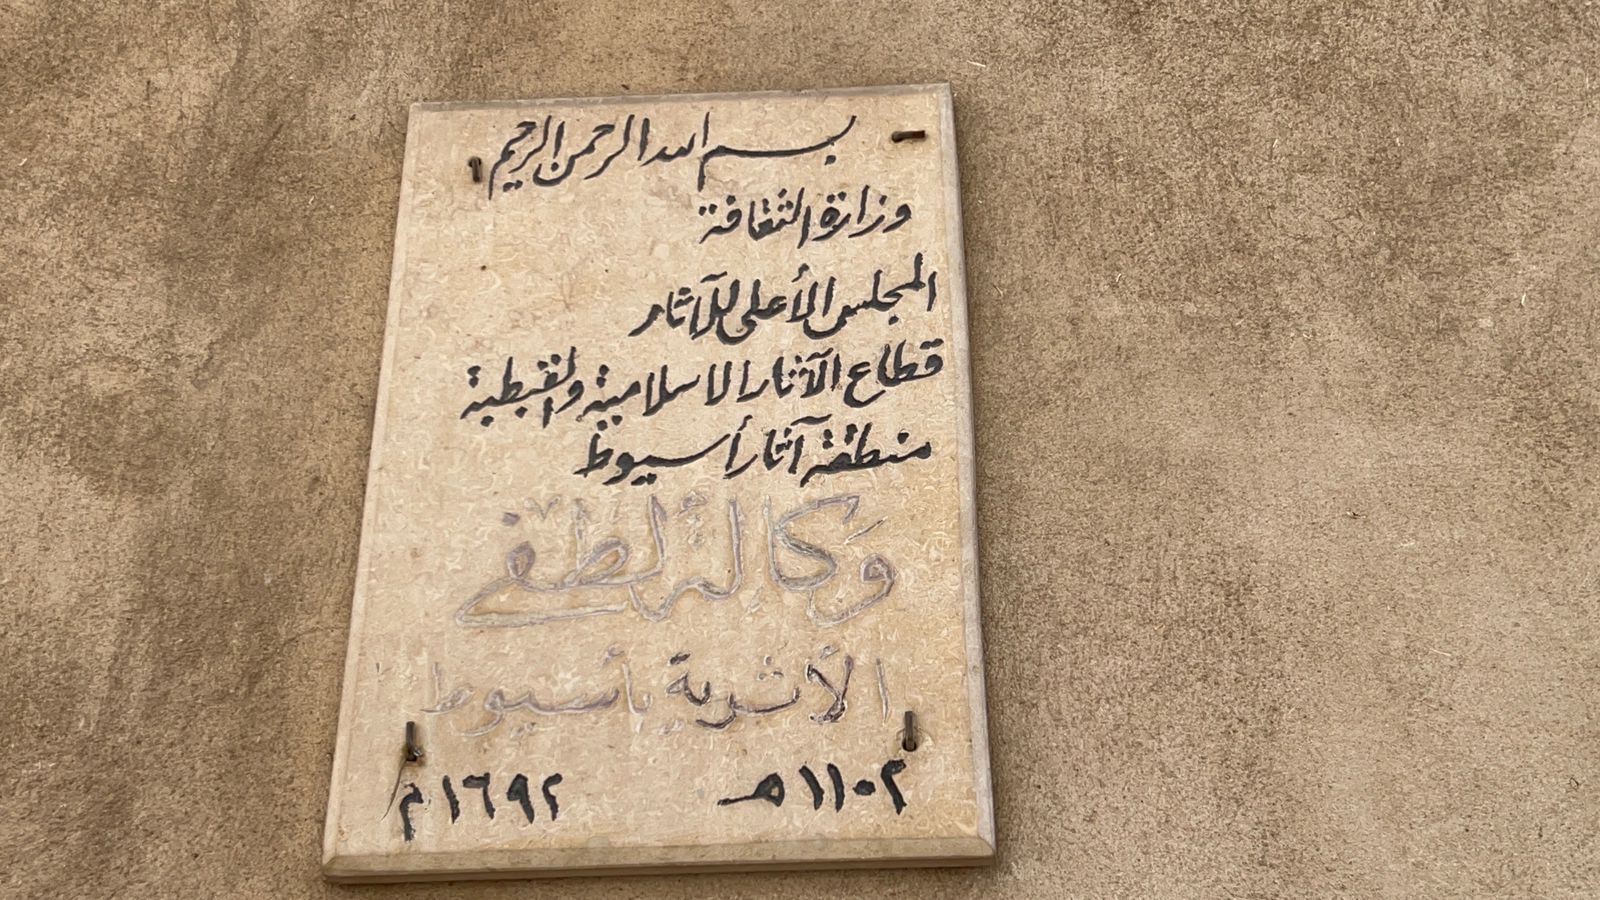 بسم الله الرحمن الرحيم
وزارة الثقافة
المجلس الأعلى للآثار
قطاع الآثار الاسلامية والقبطية
منطقة آثار أسيوط
وكالة لطفي
الأثرية بأسيوط
١١٠٢هـ ١٦٩٢م